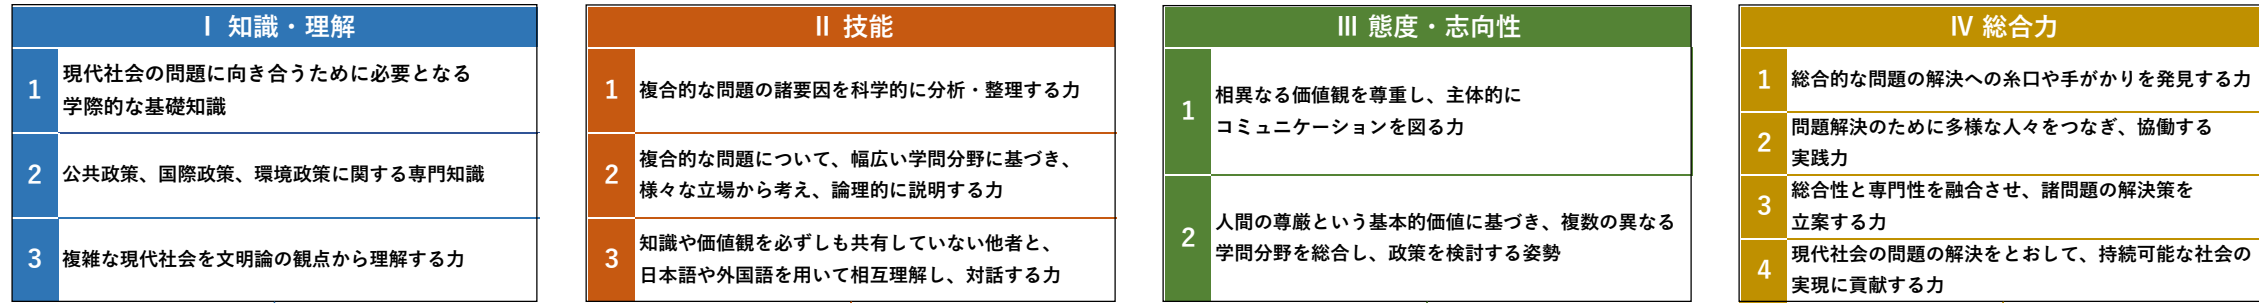 Ⅰ 知識・理解
1
現代社会の問題に向き合うために必要となる
学際的な基礎知識
2
公共政策、国際政策、環境政策に関する専門知識
3
複雑な現代社会を文明論の観点から理解する力
Ⅱ 技能
1
複合的な問題の諸要因を科学的に分析・整理する力
2
複合的な問題について、幅広い学問分野に基づき、
様々な立場から考え、論理的に説明する力
3
知識や価値観を必ずしも共有していない他者と、
日本語や外国語を用いて相互理解し、対話する力
Ⅲ 態度・志向性
1
相異なる価値観を尊重し、主体的に
コミュニケーションを図る力
2
人間の尊厳という基本的価値に基づき、複数の異なる
学問分野を総合し、政策を検討する姿勢
Ⅳ 総合力
1
総合的な問題の解決への糸口や手がかりを発見する力
2
問題解決のために多様な人々をつなぎ、協働する
実践力
3
総合性と専門性を融合させ、諸問題の解決策を
立案する力
4
現代社会の問題の解決をとおして、持続可能な社会の
実現に貢献する力